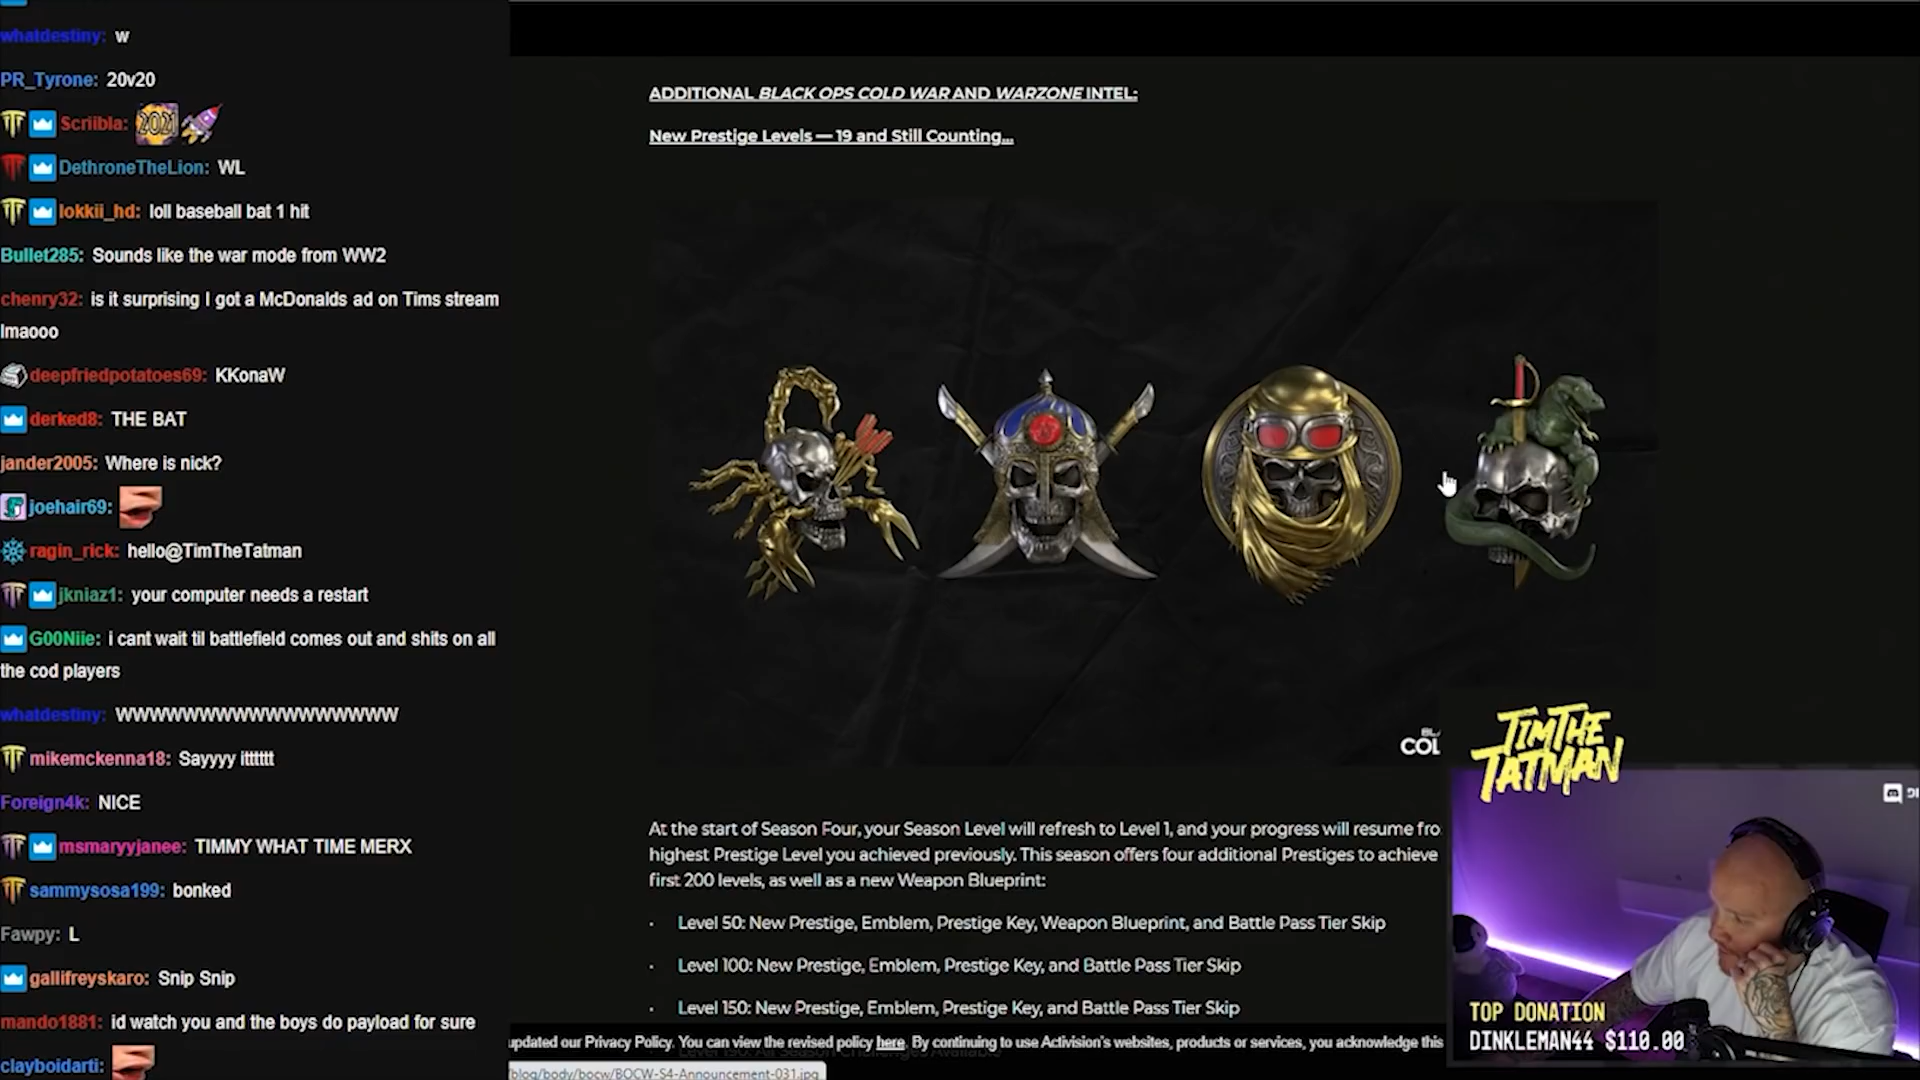 whatdestiny: w
PR_Tyrone: 20v20
Scriibla: 2021
DethroneTheLion: WL
lokkii_hd: loll baseball bat 1 hit
Bullet285: Sounds like the war mode from WW2
chenry32: is it surprising I got a McDonalds ad on Tims stream
lmaooo
deepfriedpotatoes69: KKonaW
derked8: THE BAT
jander2005: Where is nick?
joehair69:
ragin_rick: hello@TimTheTatman
jkniaz1: your computer needs a restart
G00Niie: i cant wait til battlefield comes out and shits on all
the cod players
whatdestiny: WWWWWWWWWWWWWWWWWW
mikemckenna18: Sayyyy itttttt
Foreign4k: NICE
msmaryyjanee: TIMMY WHAT TIME MERX
sammysosa199: bonked
Fawpy: L
gallifreyskaro: Snip Snip
mando1881: id watch you and the boys do payload for sure
clayboidarti:
ADDITIONAL BLACK OPS COLD WAR AND WARZONE INTEL:
New Prestige Levels — 19 and Still Counting...
COL
At the start of Season Four, your Season Level will refresh to Level 1, and your progress will resume fro
highest Prestige Level you achieved previously. This season offers four additional Prestiges to achieve
first 200 levels, as well as a new Weapon Blueprint:
· Level 50: New Prestige, Emblem, Prestige Key, Weapon Blueprint, and Battle Pass Tier Skip
· Level 100: New Prestige, Emblem, Prestige Key, and Battle Pass Tier Skip
· Level 150: New Prestige, Emblem, Prestige Key, and Battle Pass Tier Skip
updated our Privacy Policy. You can view the revised policy here. By continuing to use Activision's websites, products or services, you acknowledge this
blog/body/bocw/BOCW-S4-Announcement-031.jpg
TIMTHE
TATMAN
DI
TOP DONATION
DINKLEMAN44 $110.00